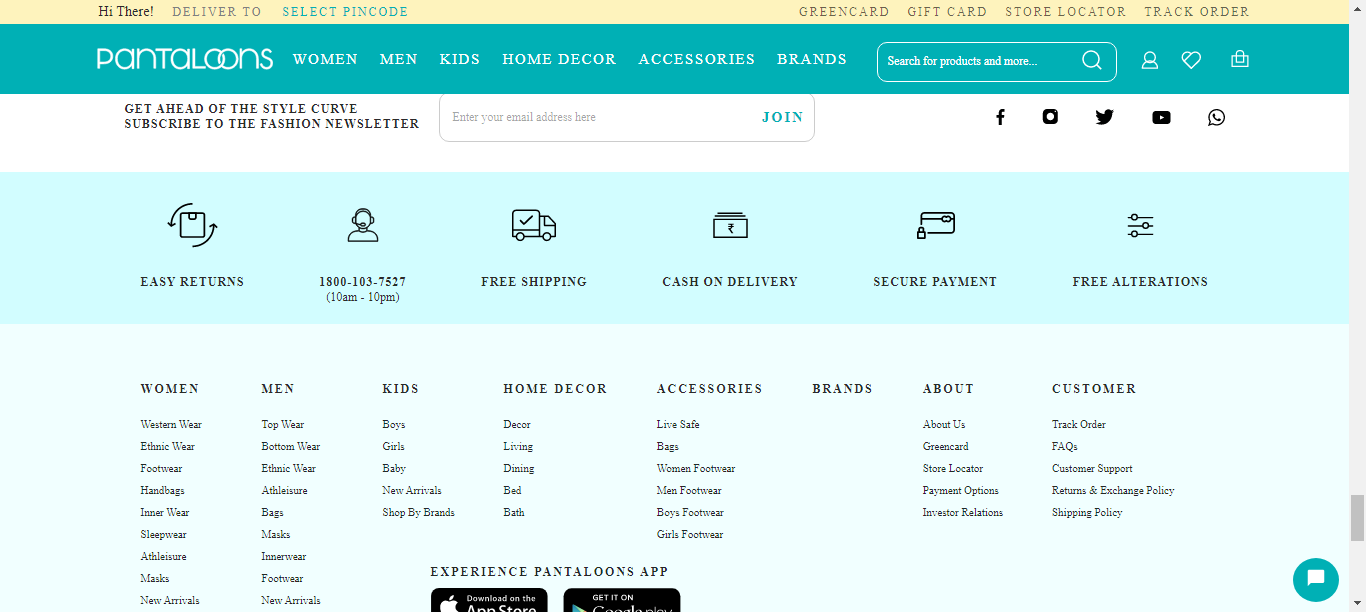 Hi There! DELIVER TO SELECT PINCODE GREENCARD GIFT CARD STORE LOCATOR TRACK ORDER
PANTALOONS WOMEN MEN KIDS HOME DECOR ACCESSORIES BRANDS Search for products and more...
GET AHEAD OF THE STYLE CURVE
SUBSCRIBE TO THE FASHION NEWSLETTER
Enter your email address here JOIN
EASY RETURNS
1800-103-7527
(10am - 10pm)
FREE SHIPPING
CASH ON DELIVERY
SECURE PAYMENT
FREE ALTERATIONS
WOMEN
Western Wear
Ethnic Wear
Footwear
Handbags
Inner Wear
Sleepwear
Athleisure
Masks
New Arrivals
MEN
Top Wear
Bottom Wear
Ethnic Wear
Athleisure
Bags
Masks
Innerwear
Footwear
New Arrivals
KIDS
Boys
Girls
Baby
New Arrivals
Shop By Brands
HOME DECOR
Decor
Living
Dining
Bed
Bath
ACCESSORIES
Live Safe
Bags
Women Footwear
Men Footwear
Boys Footwear
Girls Footwear
BRANDS
ABOUT
About Us
Greencard
Store Locator
Payment Options
Investor Relations
CUSTOMER
Track Order
FAQs
Customer Support
Returns & Exchange Policy
Shipping Policy
EXPERIENCE PANTALOONS APP
Download on the
App Store
GET IT ON
Google play